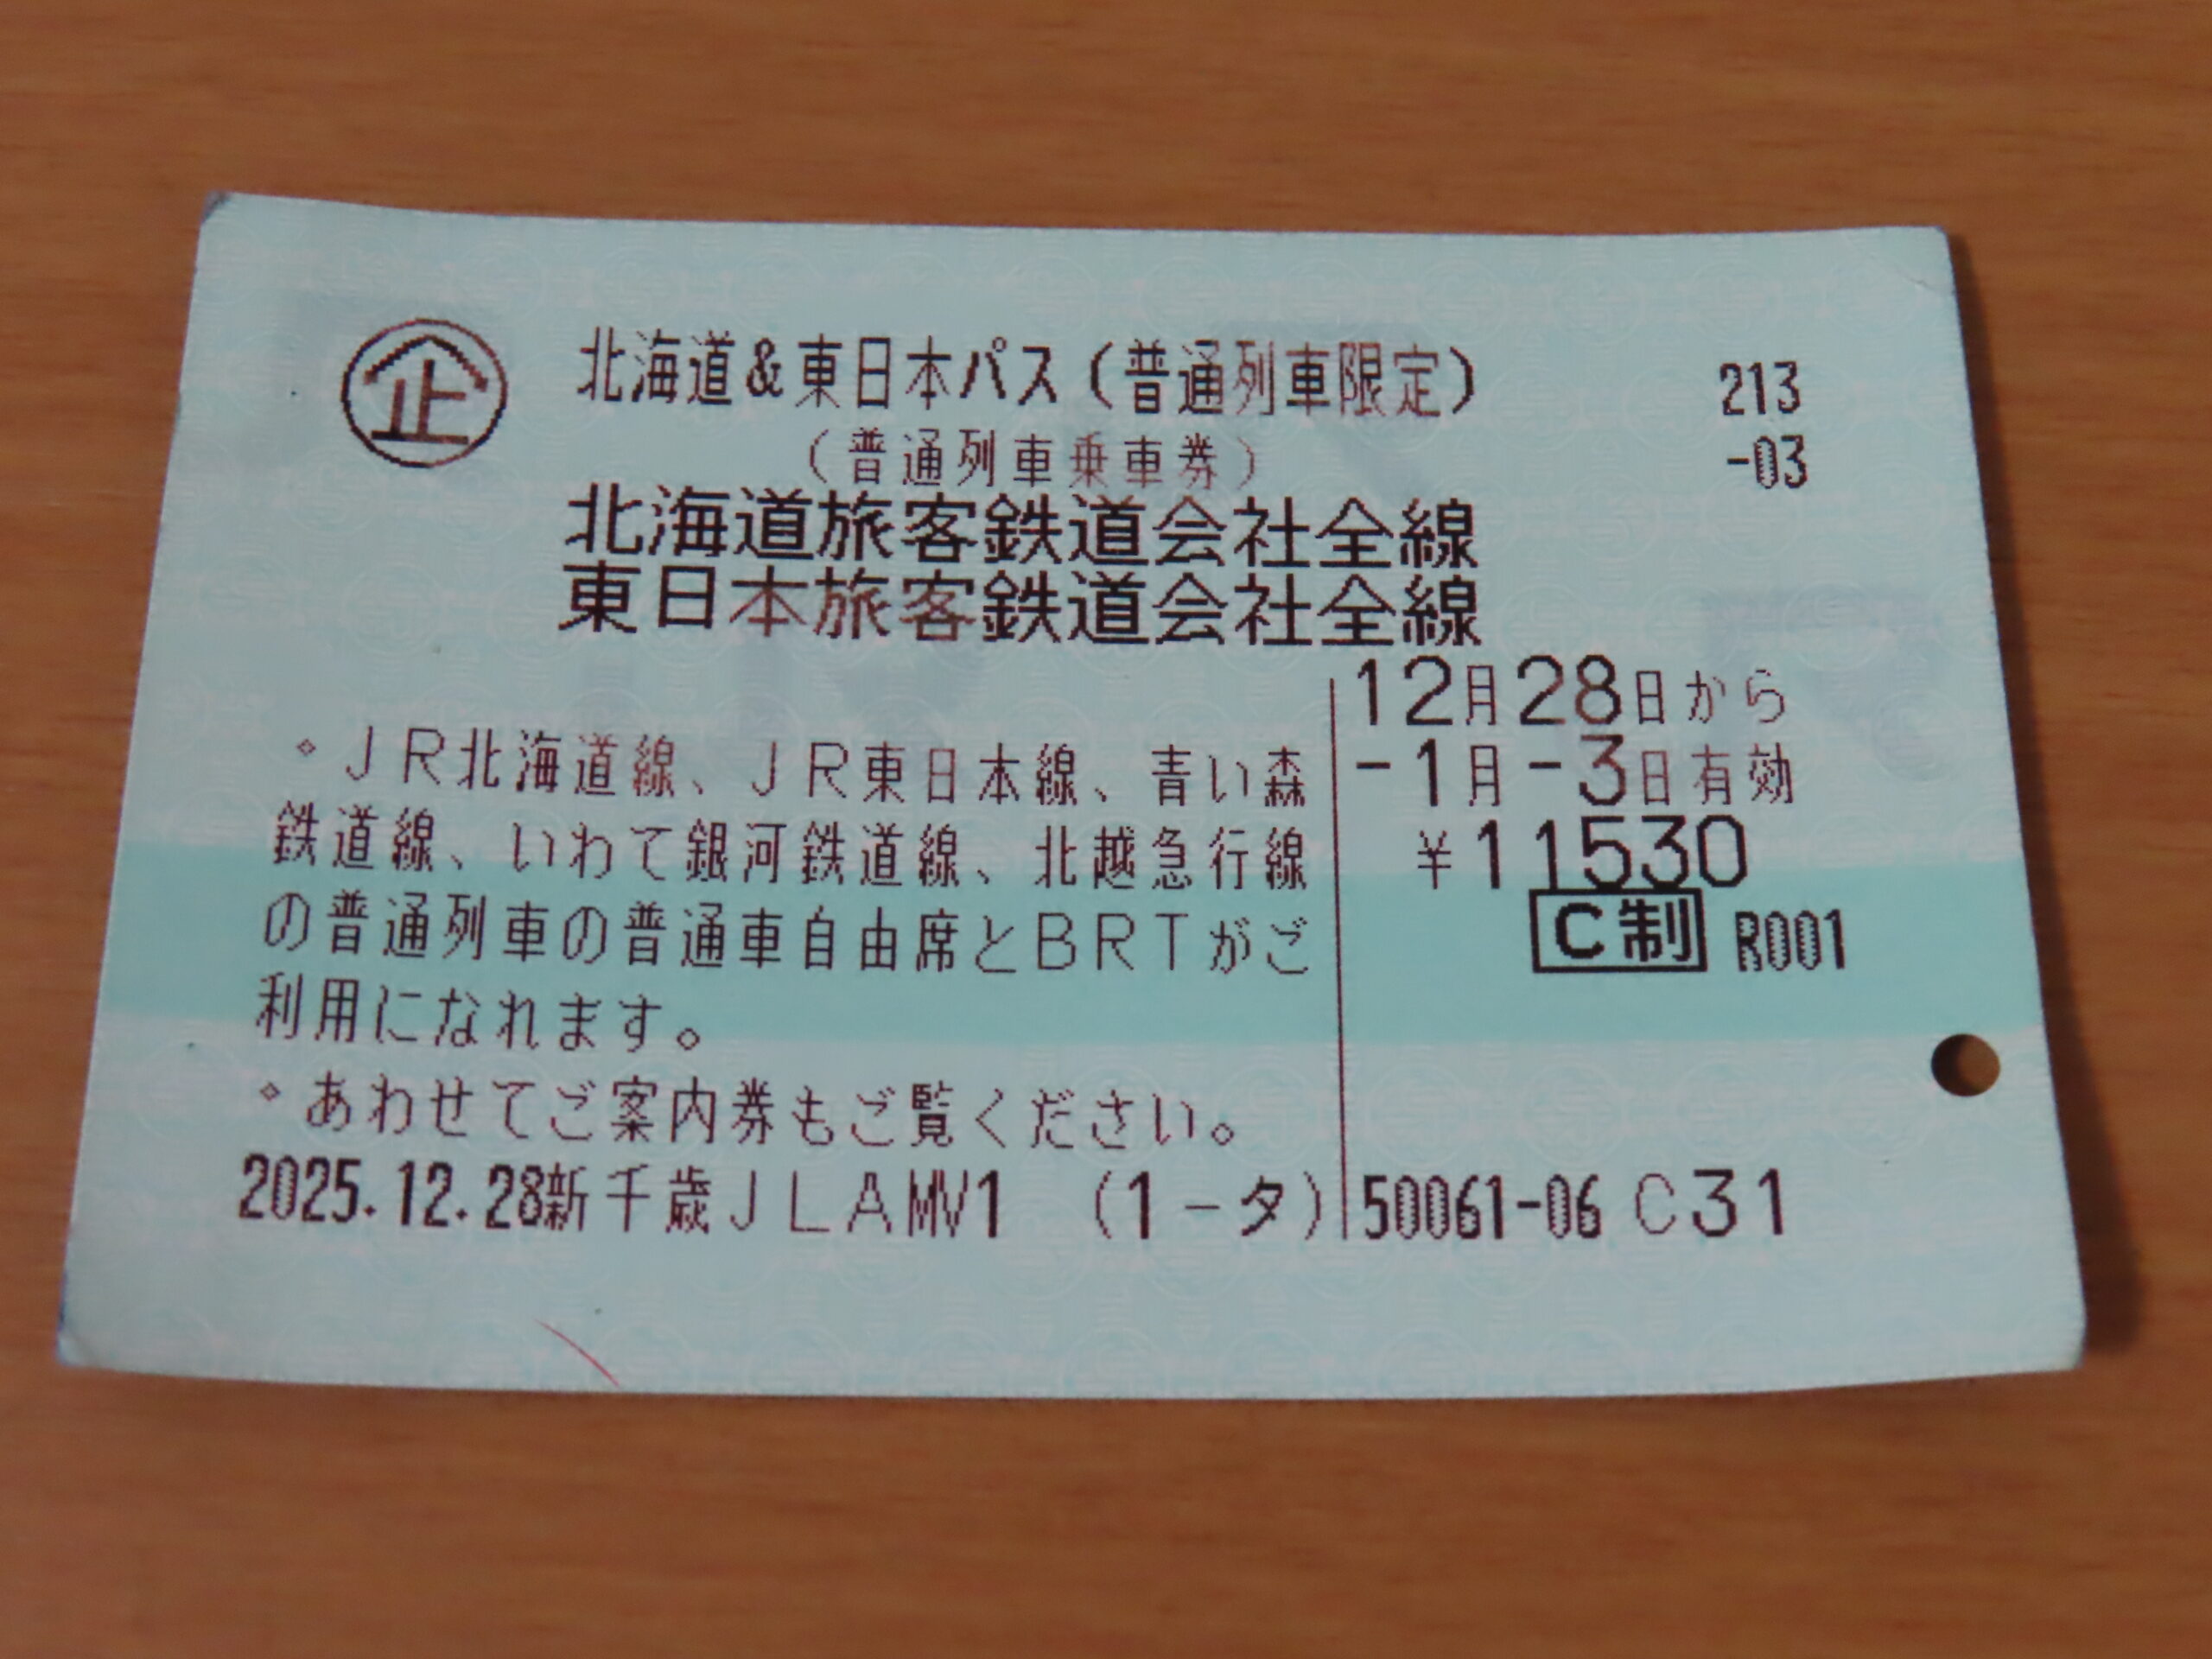 企 北海道&東日本パス(普通列車限定) 213
(普通列車乗車券) -03
北海道旅客鉄道会社全線
東日本旅客鉄道会社全線
12月28日から
-1月-3日有効
¥11530
C制 R001
・JR北海道線、JR東日本線、青い森
鉄道線、いわて銀河鉄道線、北越急行線
の普通列車の普通車自由席とBRTがご
利用になれます。
・あわせてご案内券もご覧ください。
2025.12.28新千歳JLAMV1 (1-タ) 50061-06 C31